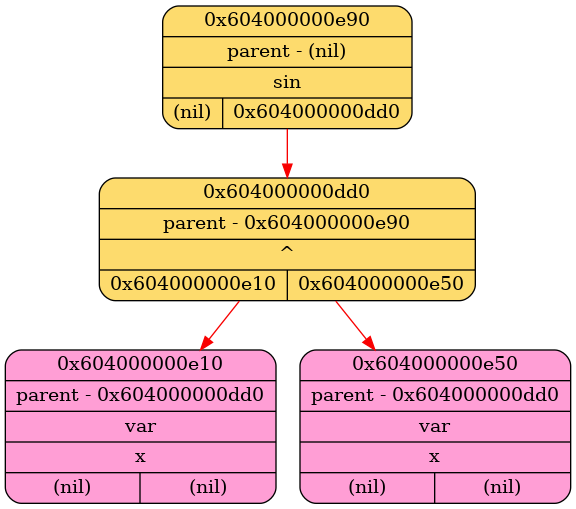 0x604000000e90
parent - (nil)
sin
(nil) 0x604000000dd0
0x604000000dd0
parent - 0x604000000e90
^
0x604000000e10 0x604000000e50
0x604000000e10
parent - 0x604000000dd0
var
x
(nil) (nil)
0x604000000e50
parent - 0x604000000dd0
var
x
(nil) (nil)